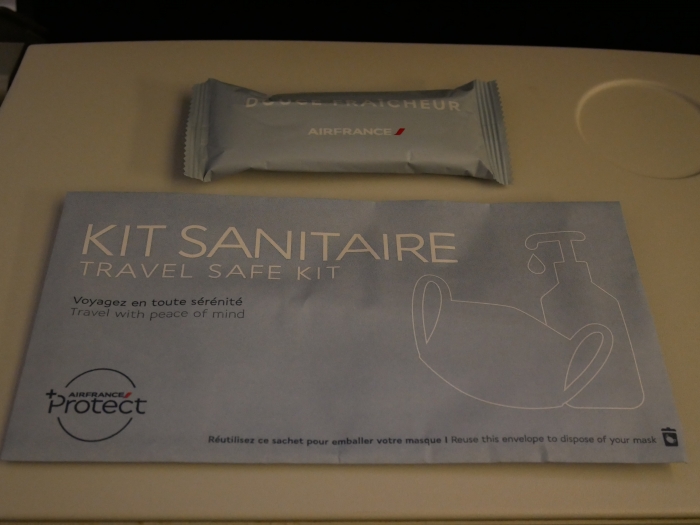 DOUCE FRAÎCHEUR
AIRFRANCE
KIT SANITAIRE
TRAVEL SAFE KIT
Voyagez en toute sérénité
Travel with peace of mind
AIRFRANCE
+Protect
Réutilisez ce sachet pour emballer votre masque I Reuse this envelope to dispose of your mask